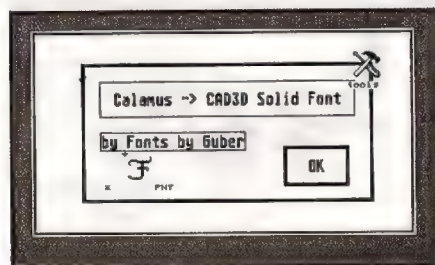 tools
Calamus -> CAD3D Solid Font
by Fonts by Guber
OK
FNT